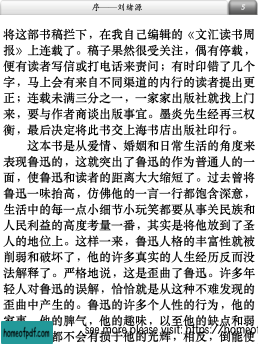 序——刘绪源
3
将这部书稿拦下，在我自己编辑的《文汇读书周
报》上连载了。稿子果然很受关注，偶有停载，
便有读者写信或打电话来责问；有时印错了几个
字，马上会有来自不同渠道的内行的读者提出更
正；连载未满三分之一，一家家出版社就找上门
来，要与作者商谈出版事宜。墨炎先生经再三权
衡，最后决定将此书交上海书店出版社印行。
这本书是从爱情、婚姻和日常生活的角度来
表现鲁迅的，这就突出了鲁迅的作为普通人的一
面，使鲁迅和读者的距离大大缩短了。过去曾将
鲁迅一味抬高，仿佛他的一言一行都饱含深意，
生活中的每一点小细节小玩笑都要从事关民族和
人民利益的高度考量一番，其实是将他放到了圣
人的地位上。这样一来，鲁迅人格的丰富性就被
削弱和破坏了，他的许多真实的人生经历反而没
法解释了。严格地说，这是歪曲了鲁迅。许多年
轻人对鲁迅的误解，恰恰就是从这种不难发现的
歪曲中产生的。鲁迅的许多个人性的行为，他的
他的脾气，他的趣味，以至他的缺点和弱
都不会有损于他的光辉，相反，倒能使
homeofpdf.com
see more please visit: https://homeof